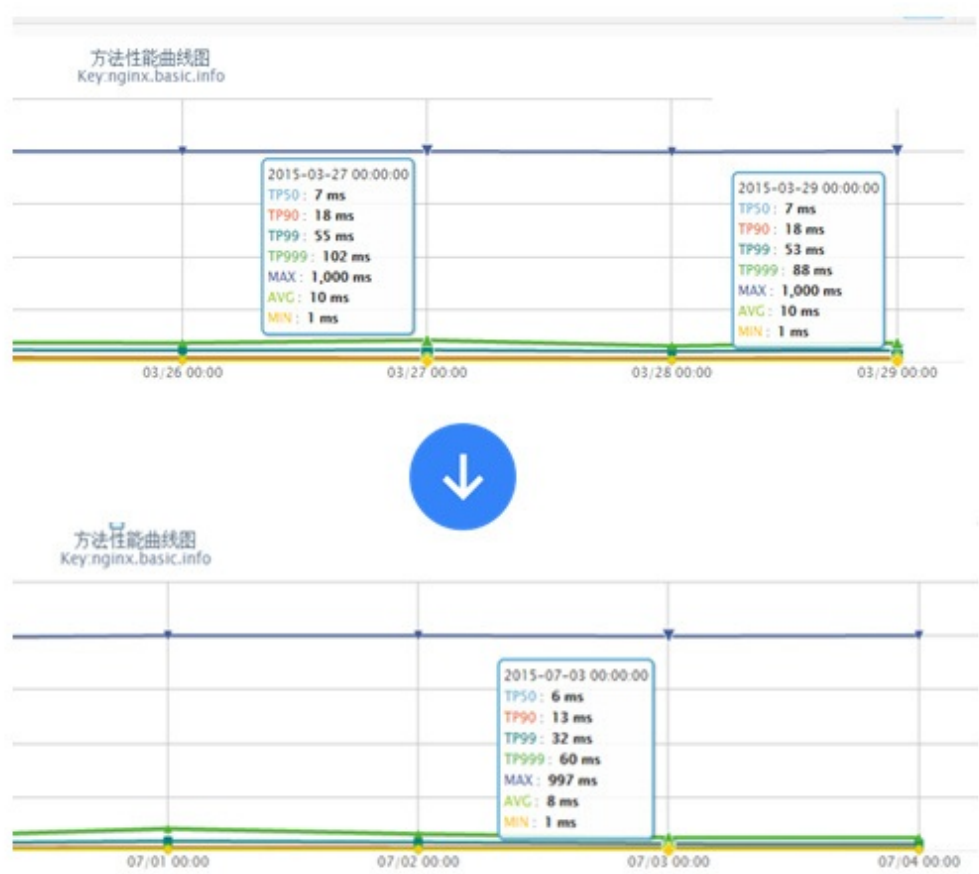 方法性能曲线图
Key:nginx.basic.info
2015-03-27 00:00:00
TP50: 7 ms
TP90: 18 ms
TP99: 55 ms
TP999: 102 ms
MAX: 1,000 ms
AVG: 10 ms
MIN: 1 ms
2015-03-29 00:00:00
TP50: 7 ms
TP90: 18 ms
TP99: 53 ms
TP999: 88 ms
MAX: 1,000 ms
AVG: 10 ms
MIN: 1 ms
03/26 00:00
03/27 00:00
03/28 00:00
03/29 00:00
方法性能曲线图
Key:nginx.basic.info
2015-07-03 00:00:00
TP50: 6 ms
TP90: 13 ms
TP99: 32 ms
TP999: 60 ms
MAX: 997 ms
AVG: 8 ms
MIN: 1 ms
07/01 00:00
07/02 00:00
07/03 00:00
07/04 00:00